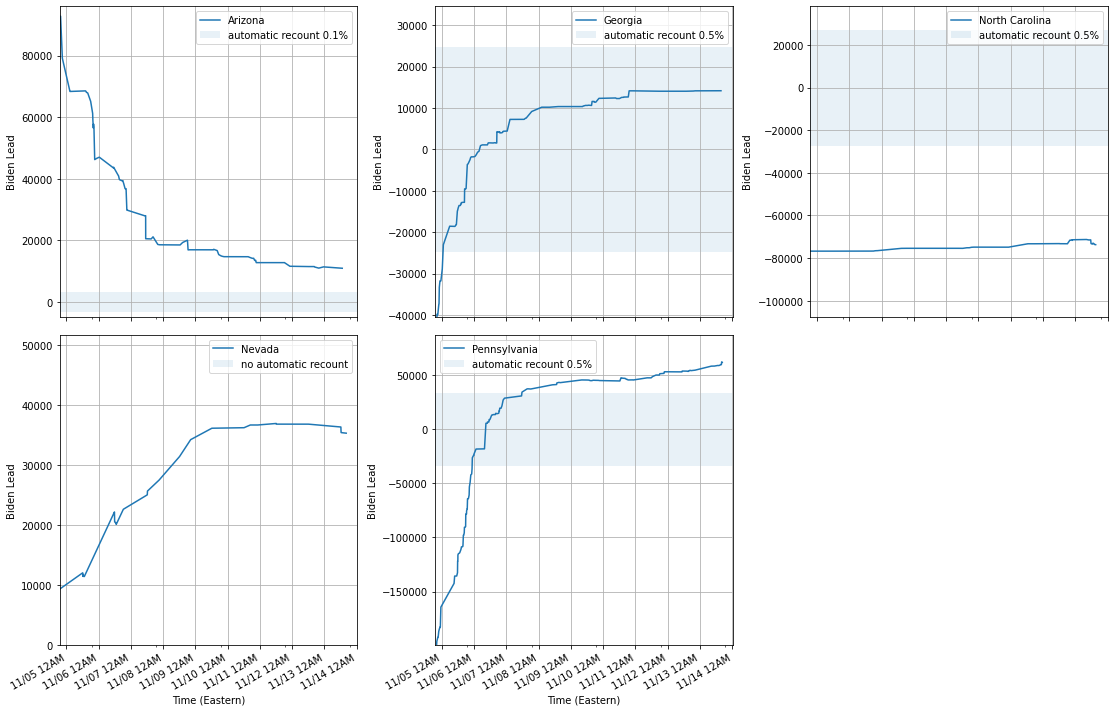 Arizona
automatic recount 0.1%
80000
60000
40000
20000
0
Biden Lead
Georgia
automatic recount 0.5%
30000
20000
10000
0
−10000
−20000
−30000
−40000
Biden Lead
North Carolina
automatic recount 0.5%
20000
0
−20000
−40000
−60000
−80000
−100000
Biden Lead
Nevada
no automatic recount
50000
40000
30000
20000
10000
0
Biden Lead
11/05 12AM
11/06 12AM
11/07 12AM
11/08 12AM
11/09 12AM
11/10 12AM
11/11 12AM
11/12 12AM
11/13 12AM
11/14 12AM
Time (Eastern)
Pennsylvania
automatic recount 0.5%
50000
0
−50000
−100000
−150000
Biden Lead
11/05 12AM
11/06 12AM
11/07 12AM
11/08 12AM
11/09 12AM
11/10 12AM
11/11 12AM
11/12 12AM
11/13 12AM
11/14 12AM
Time (Eastern)